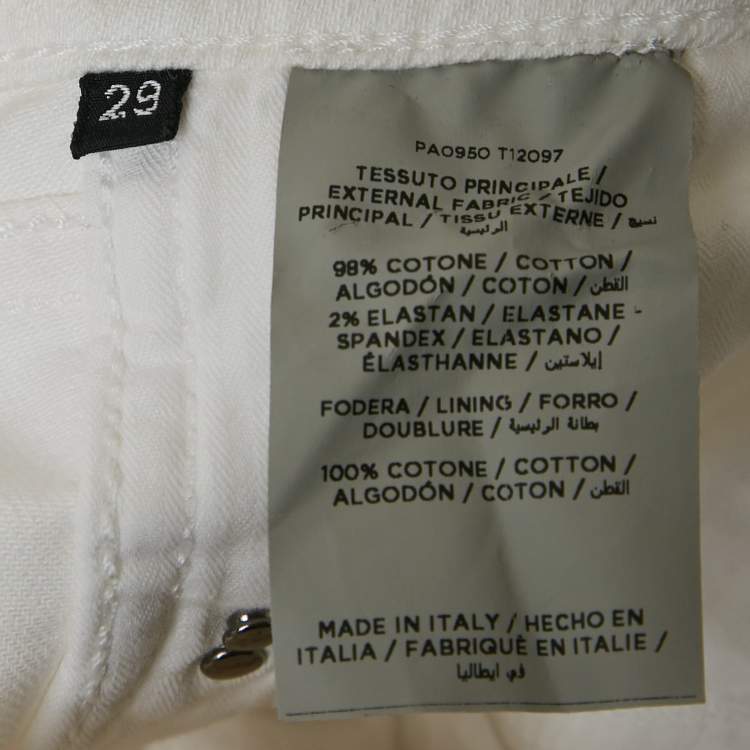 29
PA0950 T12097
TESSUTO PRINCIPALE /
EXTERNAL FABRIC / TEJIDO
PRINCIPAL / TISSU EXTERNE / نسيج
الرئيسية
98% COTONE / COTTON /
ALGODÓN / COTON / القطن
2% ELASTAN / ELASTANE -
SPANDEX / ELASTANO /
ÉLASTHANNE / إيلاستين
FODERA / LINING / FORRO /
DOUBLURE / بطانة الرئيسية
100% COTONE / COTTON /
ALGODÓN / COTON / القطن
MADE IN ITALY / HECHO EN
ITALIA / FABRIQUÉ EN ITALIE /
في ايطاليا